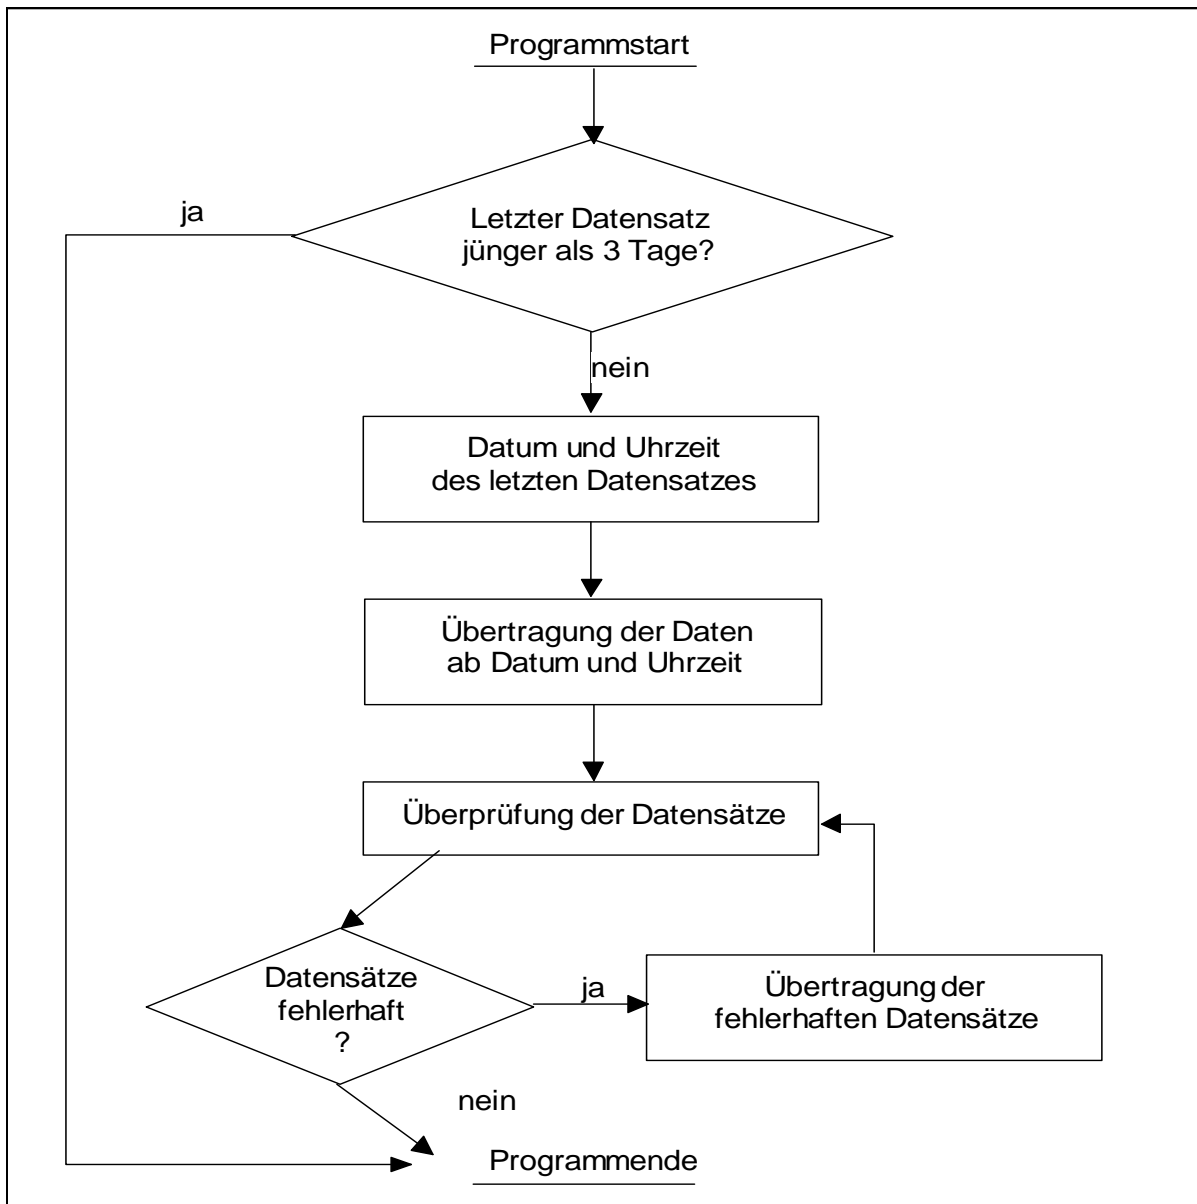 Programmstart
ja
Letzter Datensatz
jünger als 3 Tage?
nein
Datum und Uhrzeit
des letzten Datensatzes
Übertragung der Daten
ab Datum und Uhrzeit
Überprüfung der Datensätze
Datensätze
fehlerhaft
?
ja
Übertragung der
fehlerhaften Datensätze
nein
Programmende